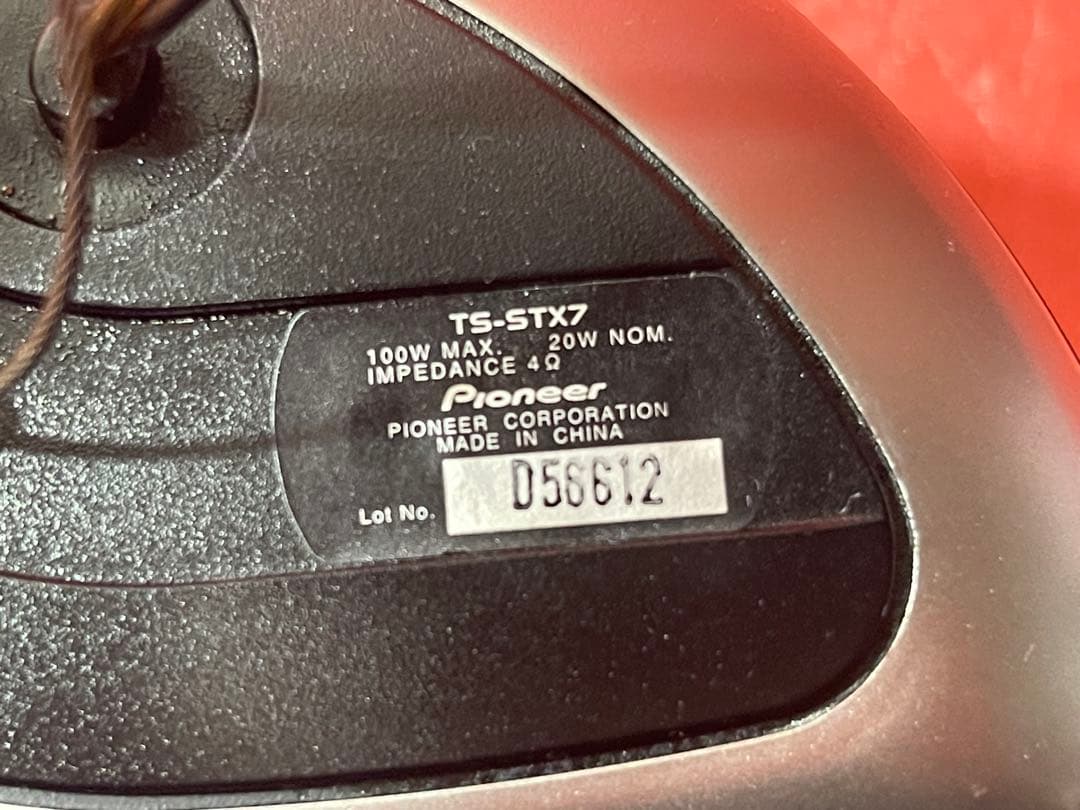 TS-STX7
100W MAX. 20W NOM.
IMPEDANCE 4Ω
Pioneer
PIONEER CORPORATION
MADE IN CHINA
Lot No. D56612